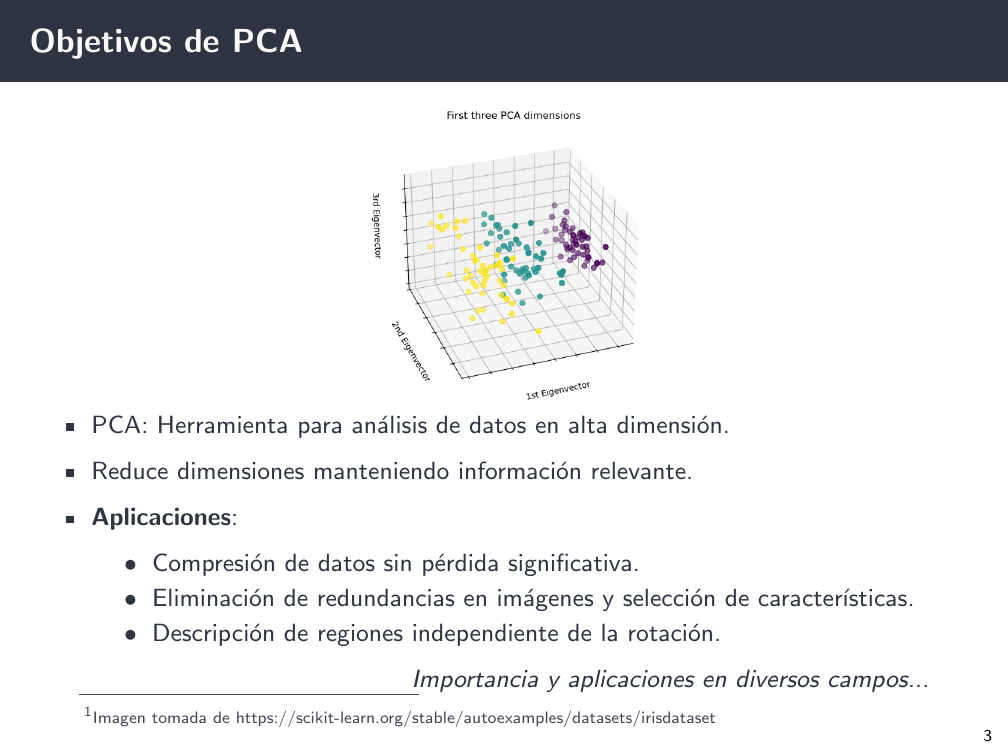 Objetivos de PCA
First three PCA dimensions
3rd Eigenvector
2nd Eigenvector
1st Eigenvector
PCA: Herramienta para análisis de datos en alta dimensión.
Reduce dimensiones manteniendo información relevante.
Aplicaciones:
Compresión de datos sin pérdida significativa.
Eliminación de redundancias en imágenes y selección de características.
Descripción de regiones independiente de la rotación.
Importancia y aplicaciones en diversos campos...
1Imagen tomada de https://scikit-learn.org/stable/autoexamples/datasets/irisdataset
3